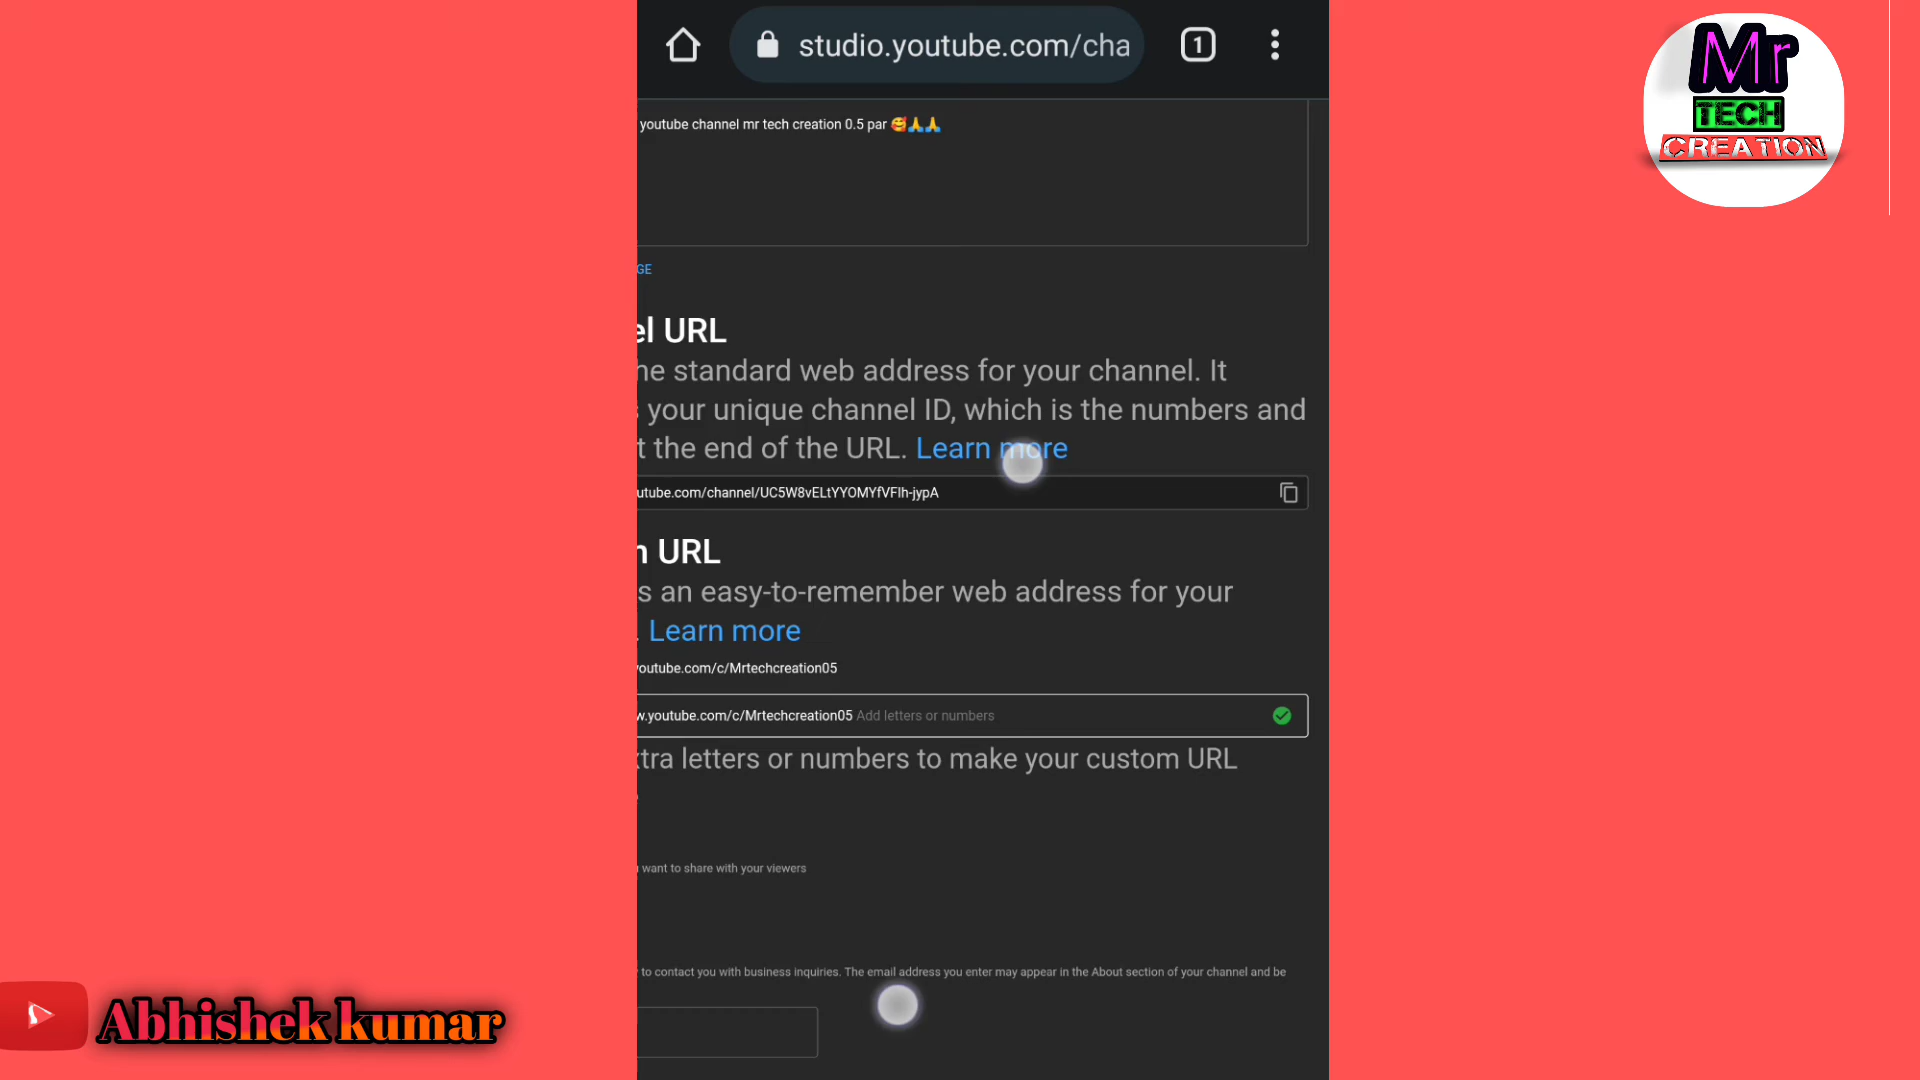 studio.youtube.com/cha
1
Mr
TECH
CREATION
youtube channel mr tech creation 0.5 par 🥰🙏🙏
GE
el URL
he standard web address for your channel. It
s your unique channel ID, which is the numbers and
t the end of the URL. Learn more
utube.com/channel/UC5W8vELtYYOMYfVFlh-jypA
n URL
s an easy-to-remember web address for your
. Learn more
youtube.com/c/Mrtechcreation05
w.youtube.com/c/Mrtechcreation05 Add letters or numbers
xtra letters or numbers to make your custom URL
want to share with your viewers
to contact you with business inquiries. The email address you enter may appear in the About section of your channel and be
Abhishek kumar